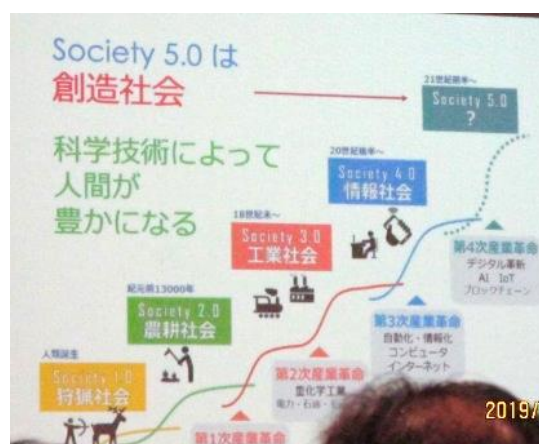 Society 5.0 は
創造社会
科学技術によって
人間が
豊かになる
21世紀前半~
Society 5.0
?
20世紀後半~
Society 4.0
情報社会
18世紀末~
Society 3.0
工業社会
紀元前13000年
Society 2.0
農耕社会
人類誕生
Society 1.0
狩猟社会
第4次産業革命
デジタル革新
AI IoT
ブロックチェーン
第3次産業革命
自動化・情報化
コンピュータ
インターネット
第2次産業革命
重化学工業
電力・石油・モ
第1次産業革命
2019/